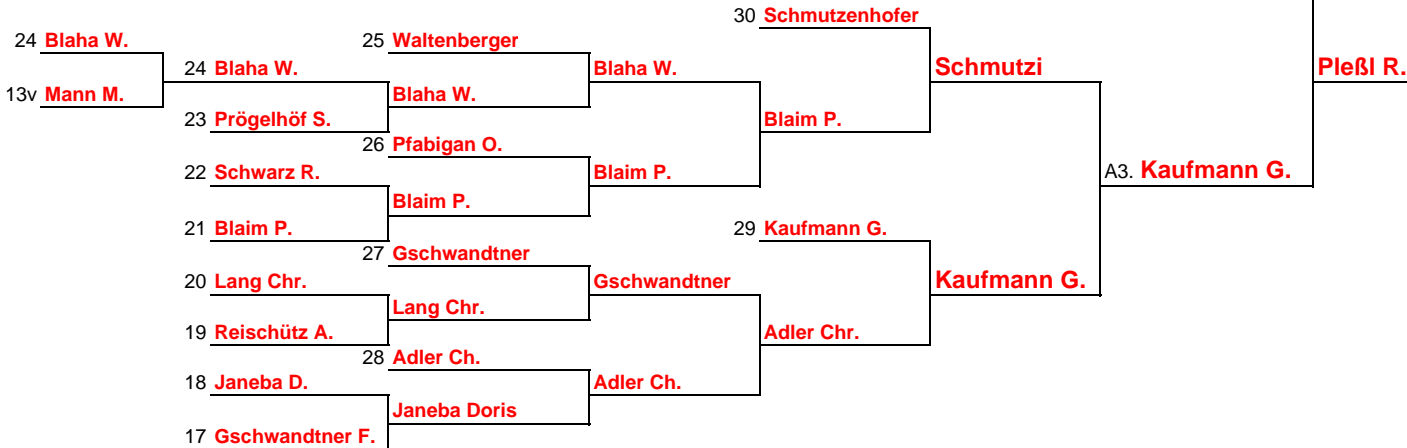 30 Schmutzenhofer
24 Blaha W.
25 Waltenberger
24 Blaha W.
Blaha W.
Schmutzi
Pleßl R.
13v Mann M.
Blaha W.
23 Prögelhöf S.
Blaim P.
26 Pfabigan O.
22 Schwarz R.
Blaim P.
A3. Kaufmann G.
Blaim P.
21 Blaim P.
29 Kaufmann G.
27 Gschwandtner
20 Lang Chr.
Gschwandtner
Kaufmann G.
Lang Chr.
19 Reischütz A.
Adler Chr.
28 Adler Ch.
18 Janeba D.
Adler Ch.
Janeba Doris
17 Gschwandtner F.